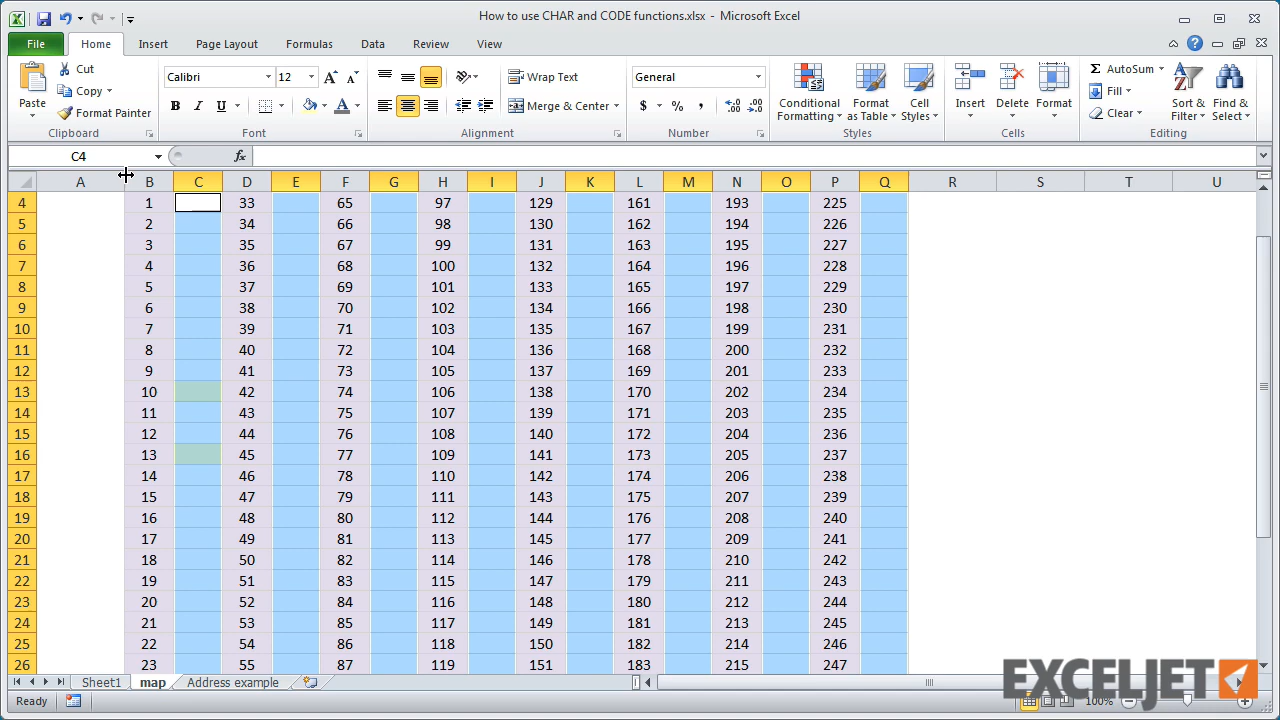 How to use CHAR and CODE functions.xlsx - Microsoft Excel
File Home Insert Page Layout Formulas Data Review View
Paste
Cut
Copy
Format Painter
Clipboard
Calibri 12
B I U A
Font
Wrap Text
Merge & Center
Alignment
General
$ % ,
Number
Conditional Formatting
Format as Table
Cell Styles
Styles
Insert
Delete
Format
Cells
Σ AutoSum
Fill
Clear
Sort & Filter
Find & Select
Editing
C4 fx
A B C D E F G H I J K L M N O P Q R S T U
4 1 33 65 97 129 161 193 225
5 2 34 66 98 130 162 194 226
6 3 35 67 99 131 163 195 227
7 4 36 68 100 132 164 196 228
8 5 37 69 101 133 165 197 229
9 6 38 70 102 134 166 198 230
10 7 39 71 103 135 167 199 231
11 8 40 72 104 136 168 200 232
12 9 41 73 105 137 169 201 233
13 10 42 74 106 138 170 202 234
14 11 43 75 107 139 171 203 235
15 12 44 76 108 140 172 204 236
16 13 45 77 109 141 173 205 237
17 14 46 78 110 142 174 206 238
18 15 47 79 111 143 175 207 239
19 16 48 80 112 144 176 208 240
20 17 49 81 113 145 177 209 241
21 18 50 82 114 146 178 210 242
22 19 51 83 115 147 179 211 243
23 20 52 84 116 148 180 212 244
24 21 53 85 117 149 181 213 245
25 22 54 86 118 150 182 214 246
26 23 55 87 119 151 183 215 247
Sheet1 map Address example
Ready 100%
EXCELJET